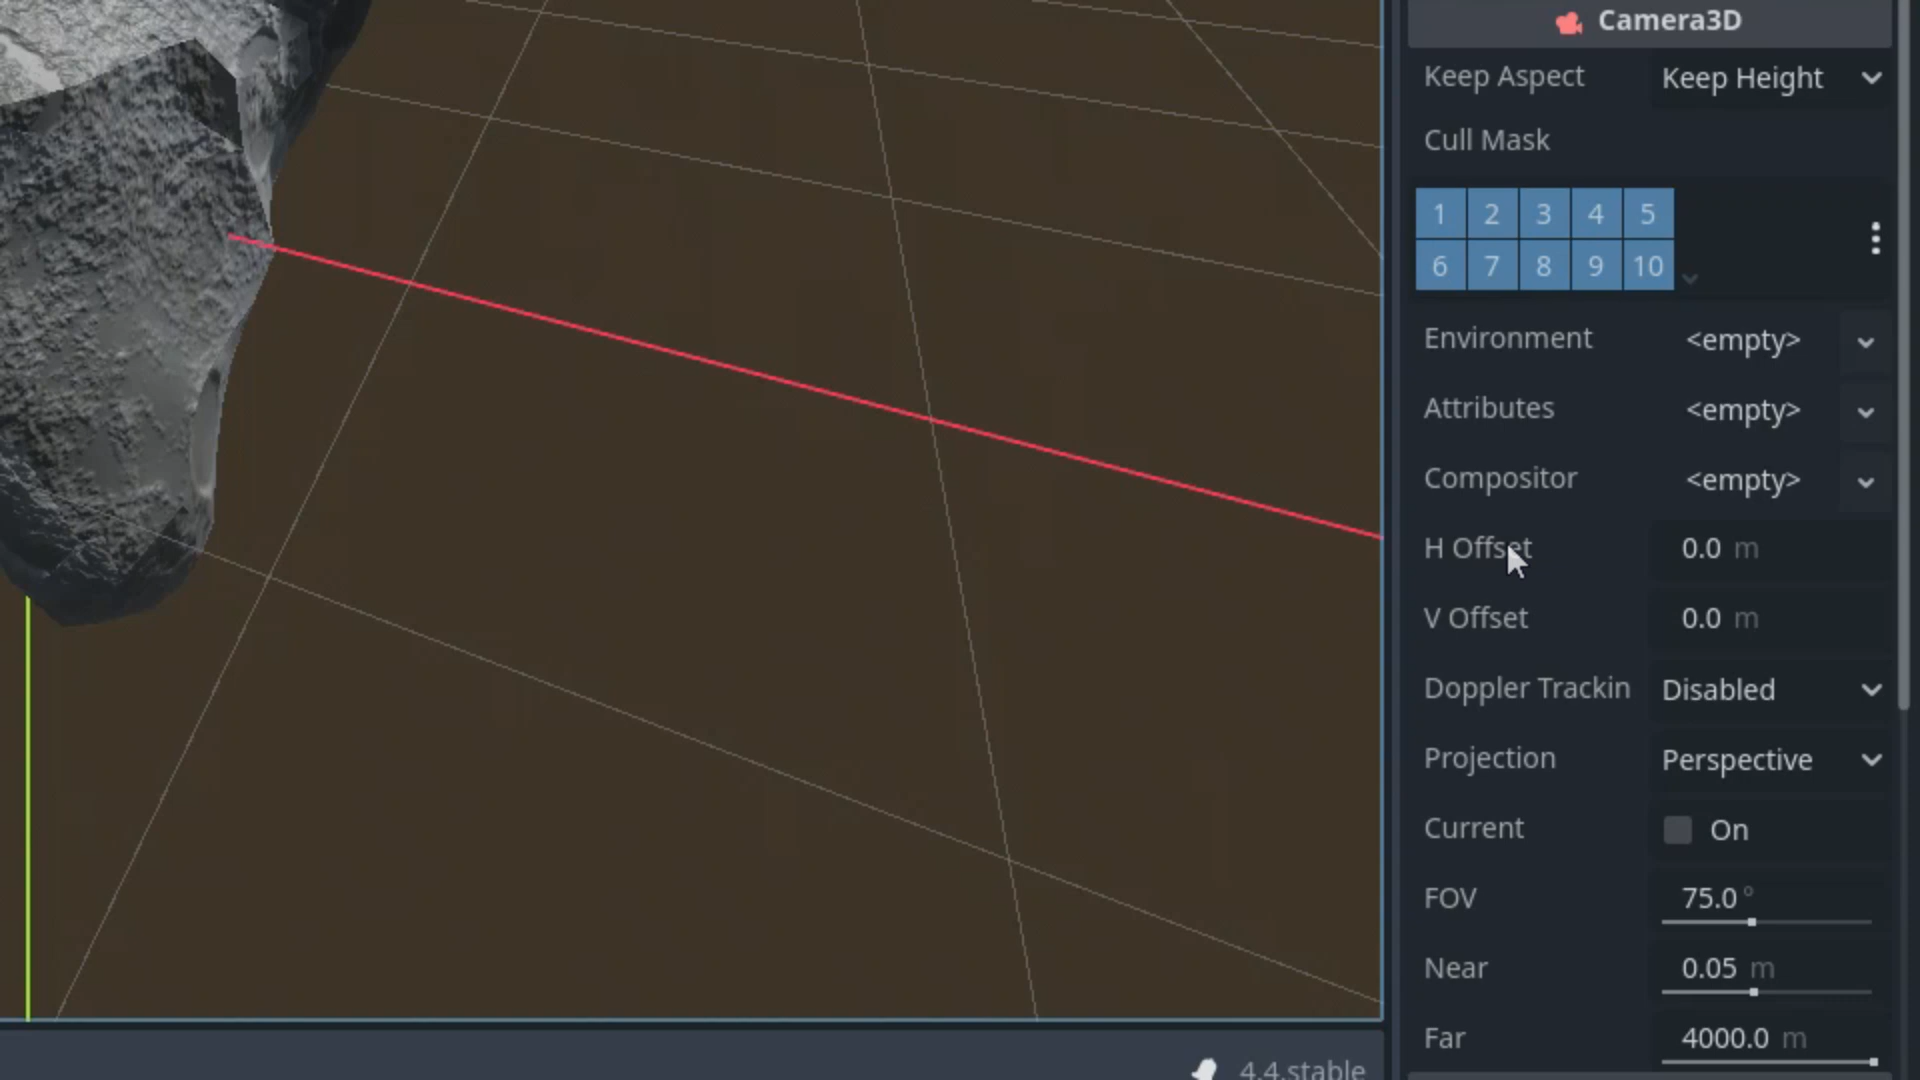 Camera3D
Keep Aspect Keep Height
Cull Mask
1 2 3 4 5
6 7 8 9 10
Environment <empty>
Attributes <empty>
Compositor <empty>
H Offset 0.0 m
V Offset 0.0 m
Doppler Trackin Disabled
Projection Perspective
Current On
FOV 75.0 °
Near 0.05 m
Far 4000.0 m
4.4.stable